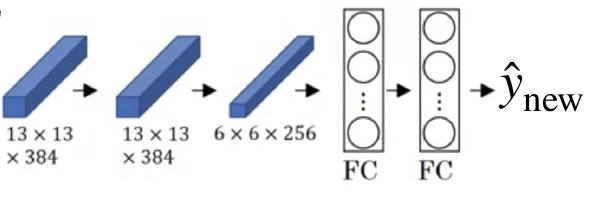 13 × 13
× 384
13 × 13
× 384
6 × 6 × 256
⋮
FC
⋮
FC
ŷnew